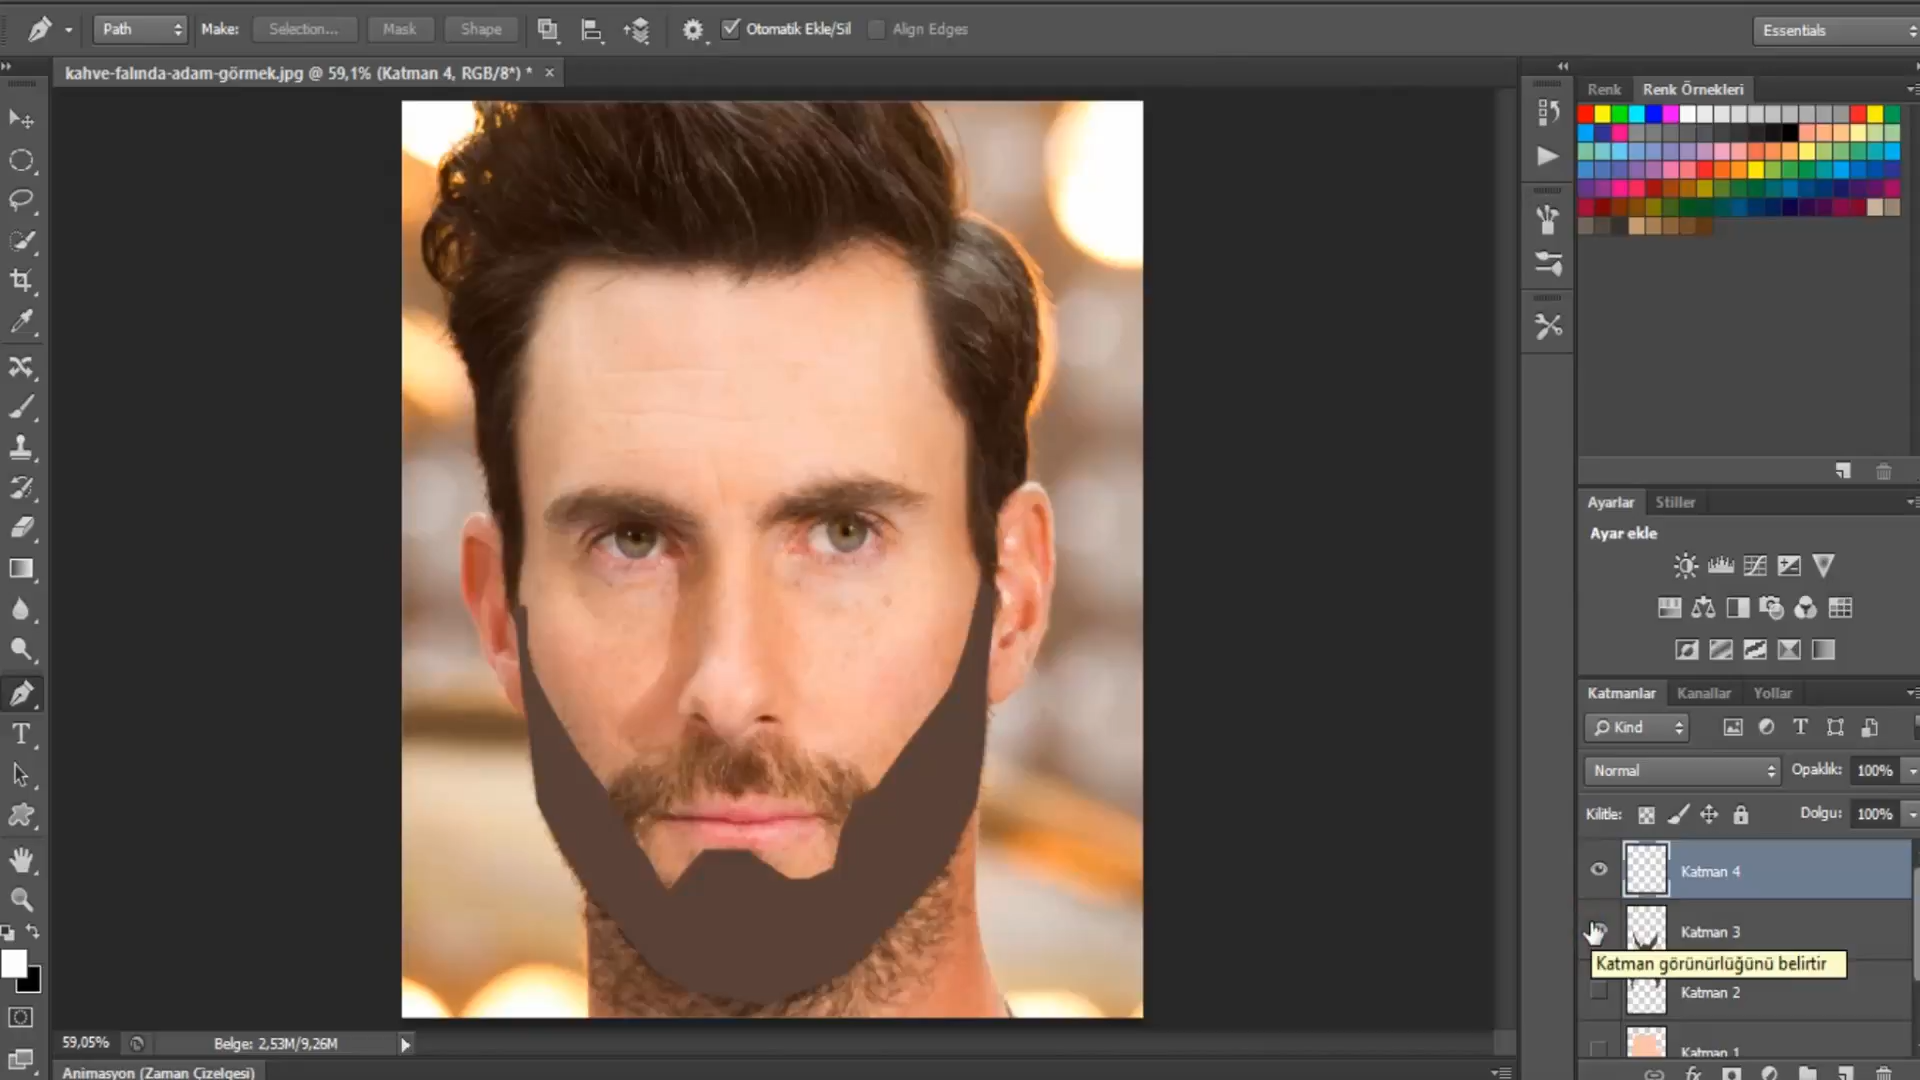 Path
Make:
Selection...
Mask
Shape
Otomatik Ekle/Sil
Align Edges
Essentials
kahve-falında-adam-görmek.jpg @ 59,1% (Katman 4, RGB/8*) *
Renk
Renk Örnekleri
Ayarlar
Stiller
Ayar ekle
Katmanlar
Kanallar
Yollar
Kind
Normal
Opaklık:
100%
Kilitle:
Dolgu:
100%
Katman 4
Katman 3
Katman görünürlüğünü belirtir
Katman 2
Katman 1
59,05%
Belge: 2,53M/9,26M
Animasyon (Zaman Çizelgesi)